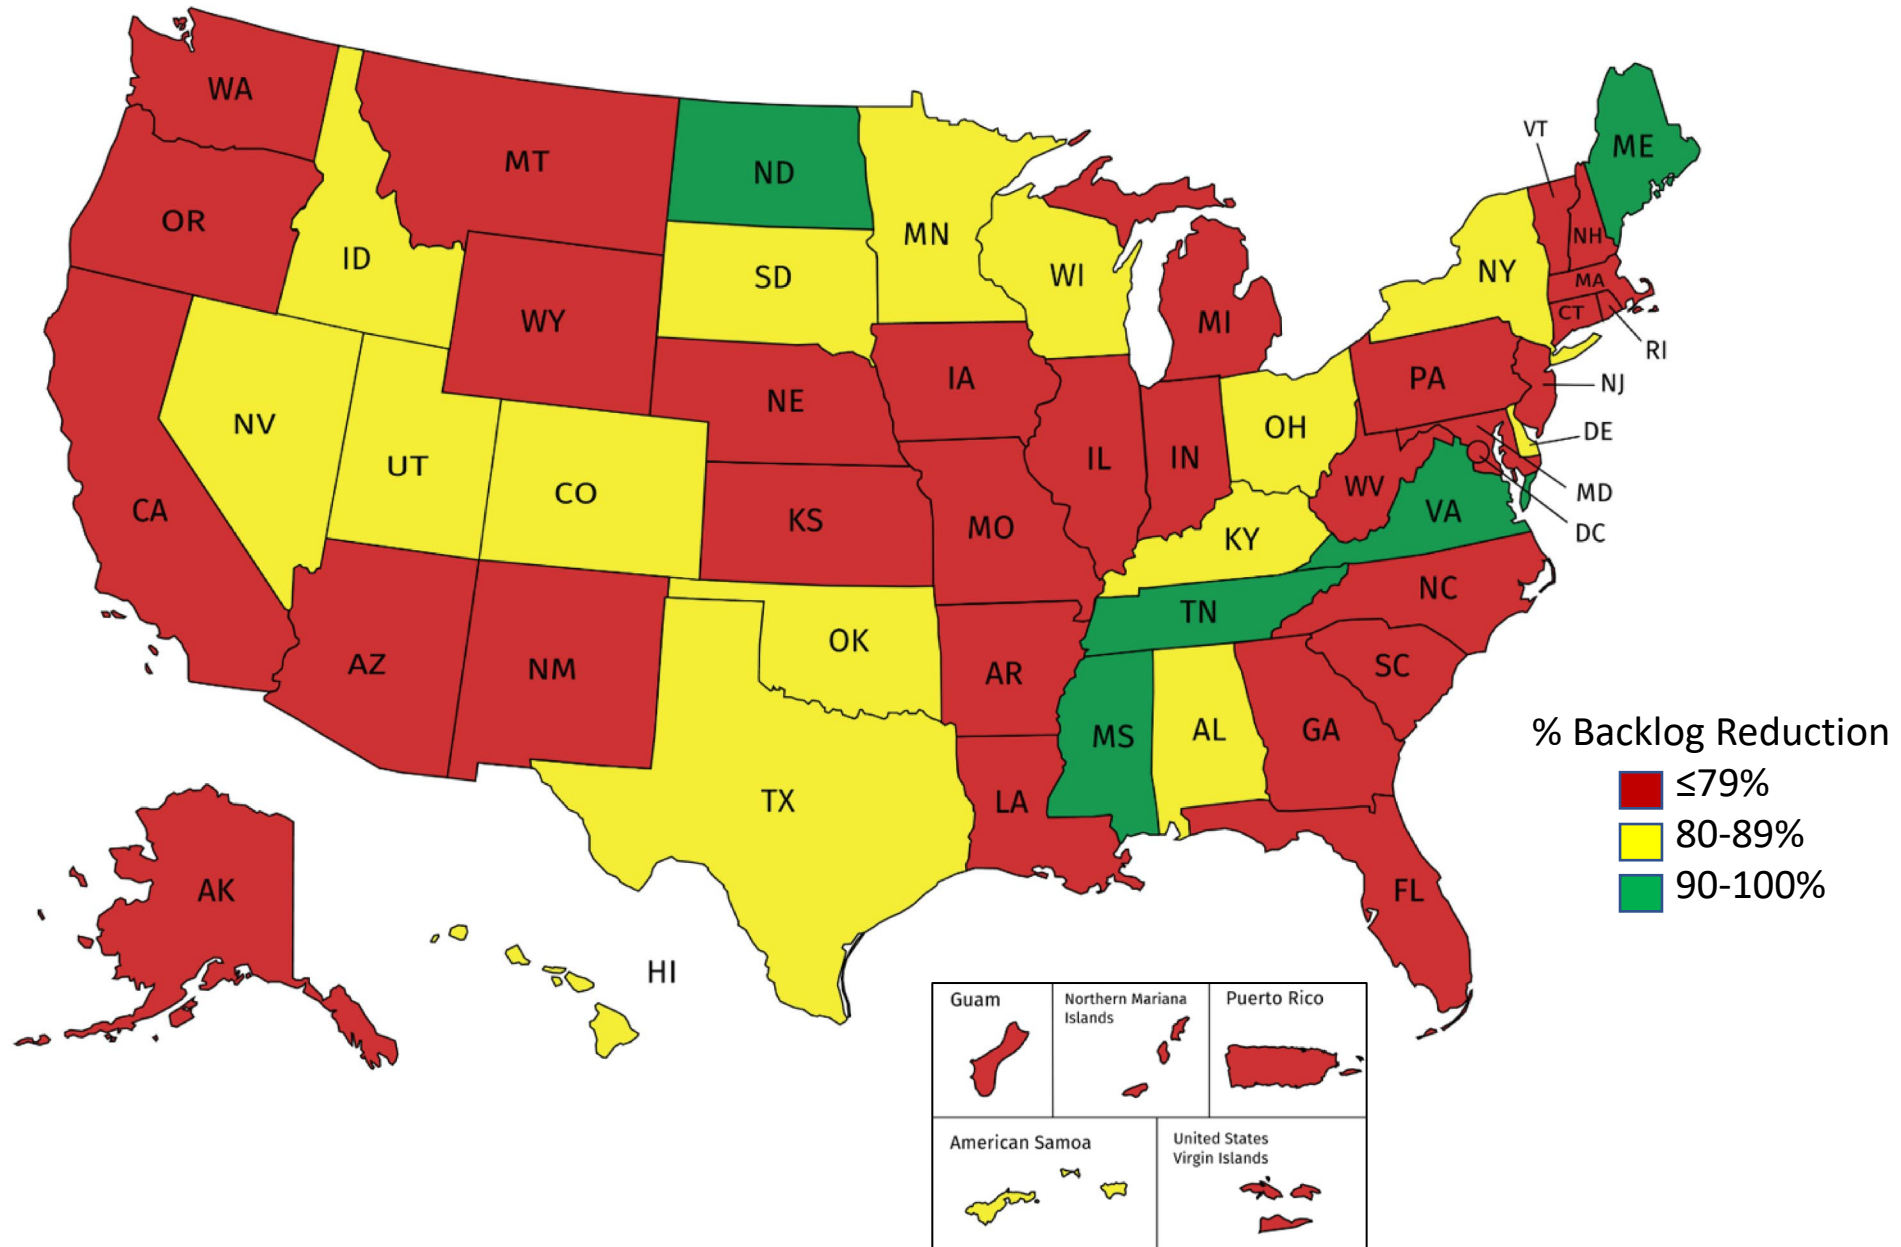 WA
OR
CA
ID
NV
MT
WY
UT
CO
AZ
NM
ND
SD
NE
KS
OK
TX
MN
WI
IA
MO
AR
LA
IL
IN
MI
OH
KY
TN
MS
AL
GA
FL
SC
NC
VA
WV
PA
NY
VT
NH
ME
MA
CT
RI
NJ
DE
MD
DC
AK
HI
% Backlog Reduction
≤79%
80-89%
90-100%
Guam
Northern Mariana
Islands
Puerto Rico
American Samoa
United States
Virgin Islands